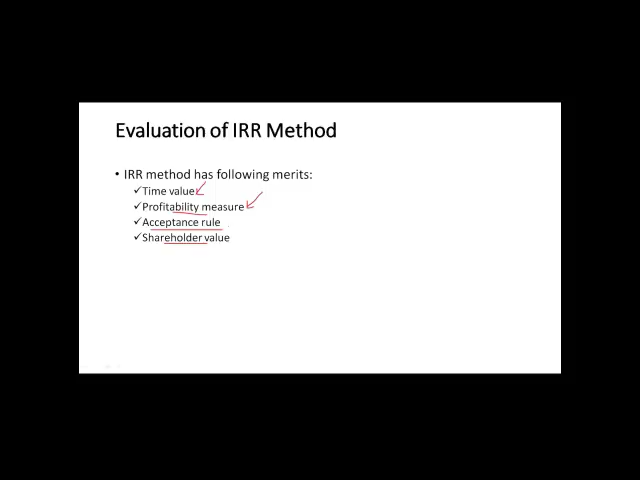 Evaluation of IRR Method
• IRR method has following merits:
✓Time value
✓Profitability measure
✓Acceptance rule
✓Shareholder value